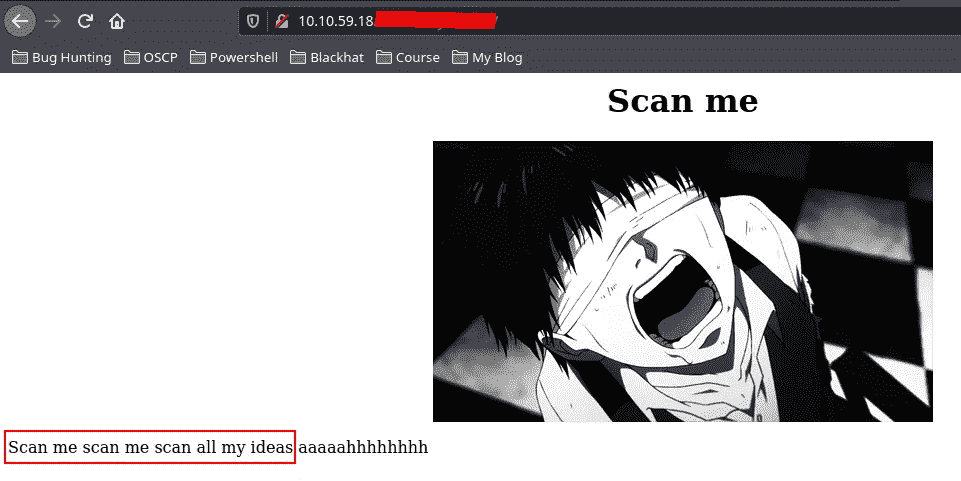 10.10.59.18
Bug Hunting OSCP Powershell Blackhat Course My Blog
Scan me
Scan me scan me scan all my ideas aaaaahhhhhhhh